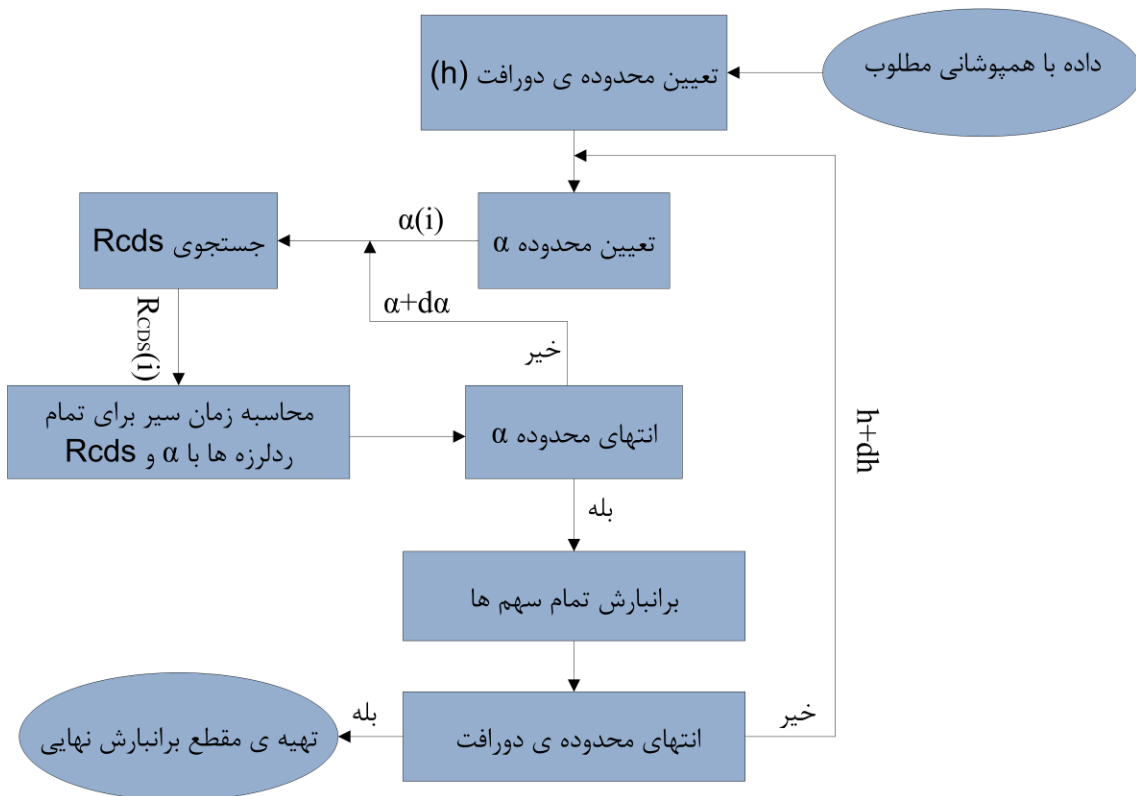 داده با همپوشانی مطلوب
تعیین محدوده ی دورافت (h)
تعیین محدوده α
α(i)
جستجوی Rcds
α+dα
خیر
R_CDS(i)
محاسبه زمان سیر برای تمام
ردلرزه ها با α و Rcds
انتهای محدوده α
h+dh
بله
برانبارش تمام سهم ها
انتهای محدوده ی دورافت
خیر
بله
تهیه ی مقطع برانبارش نهایی